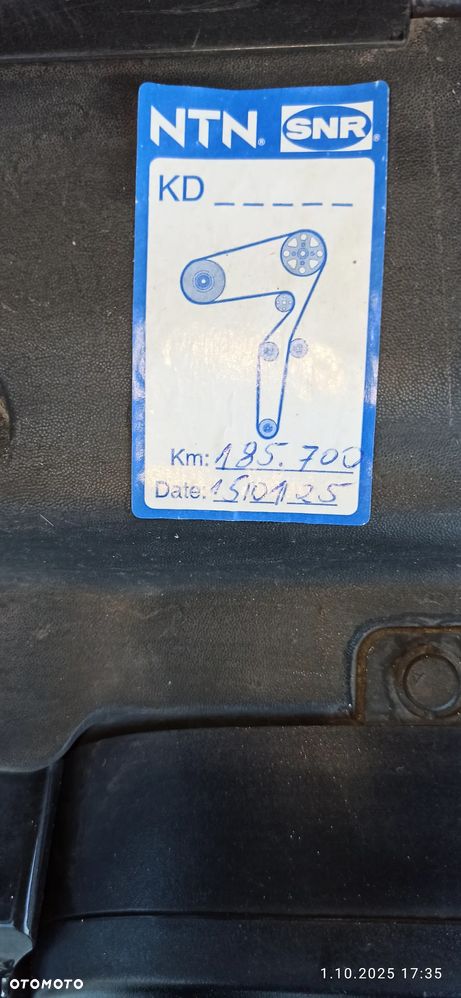 NTN® SNR®
KD _ _ _ _ _
Km: 185.700
Date: 15/01/25
OTOMOTO
1.10.2025 17:35